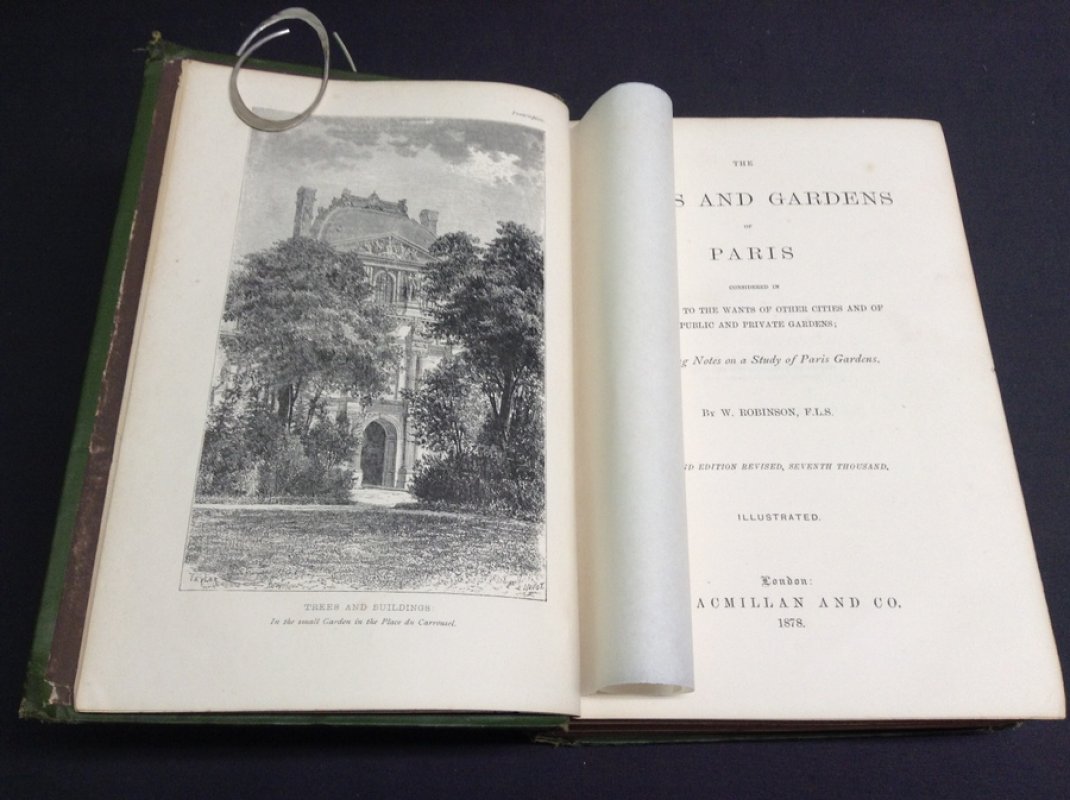 Frontispiece.
Taylor
TREES AND BUILDINGS:
In the small Garden in the Place du Carrousel.
THE
S AND GARDENS
OF
PARIS
CONSIDERED IN
TO THE WANTS OF OTHER CITIES AND OF
PUBLIC AND PRIVATE GARDENS;
g Notes on a Study of Paris Gardens.
By W. ROBINSON, F.L.S.
D EDITION REVISED, SEVENTH THOUSAND.
ILLUSTRATED.
London:
ACMILLAN AND CO.
1878.